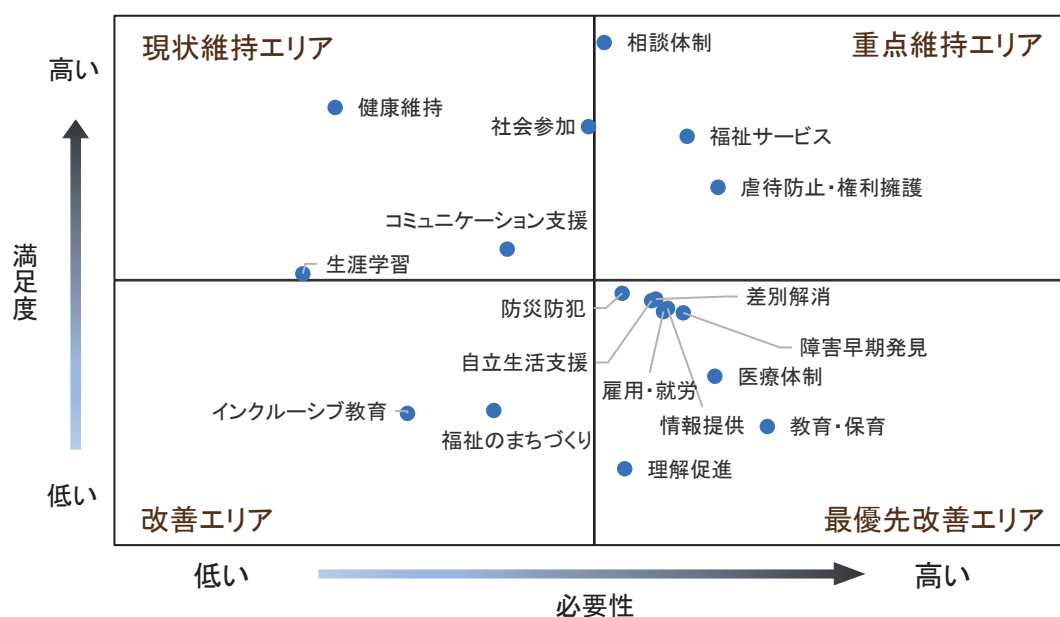 現状維持エリア
重点維持エリア
相談体制
高い
健康維持
社会参加
福祉サービス
虐待防止・権利擁護
コミュニケーション支援
生涯学習
満足度
防災防犯
差別解消
自立生活支援
障害早期発見
雇用・就労
医療体制
インクルーシブ教育
福祉のまちづくり
情報提供
教育・保育
理解促進
低い
改善エリア
最優先改善エリア
低い
高い
必要性